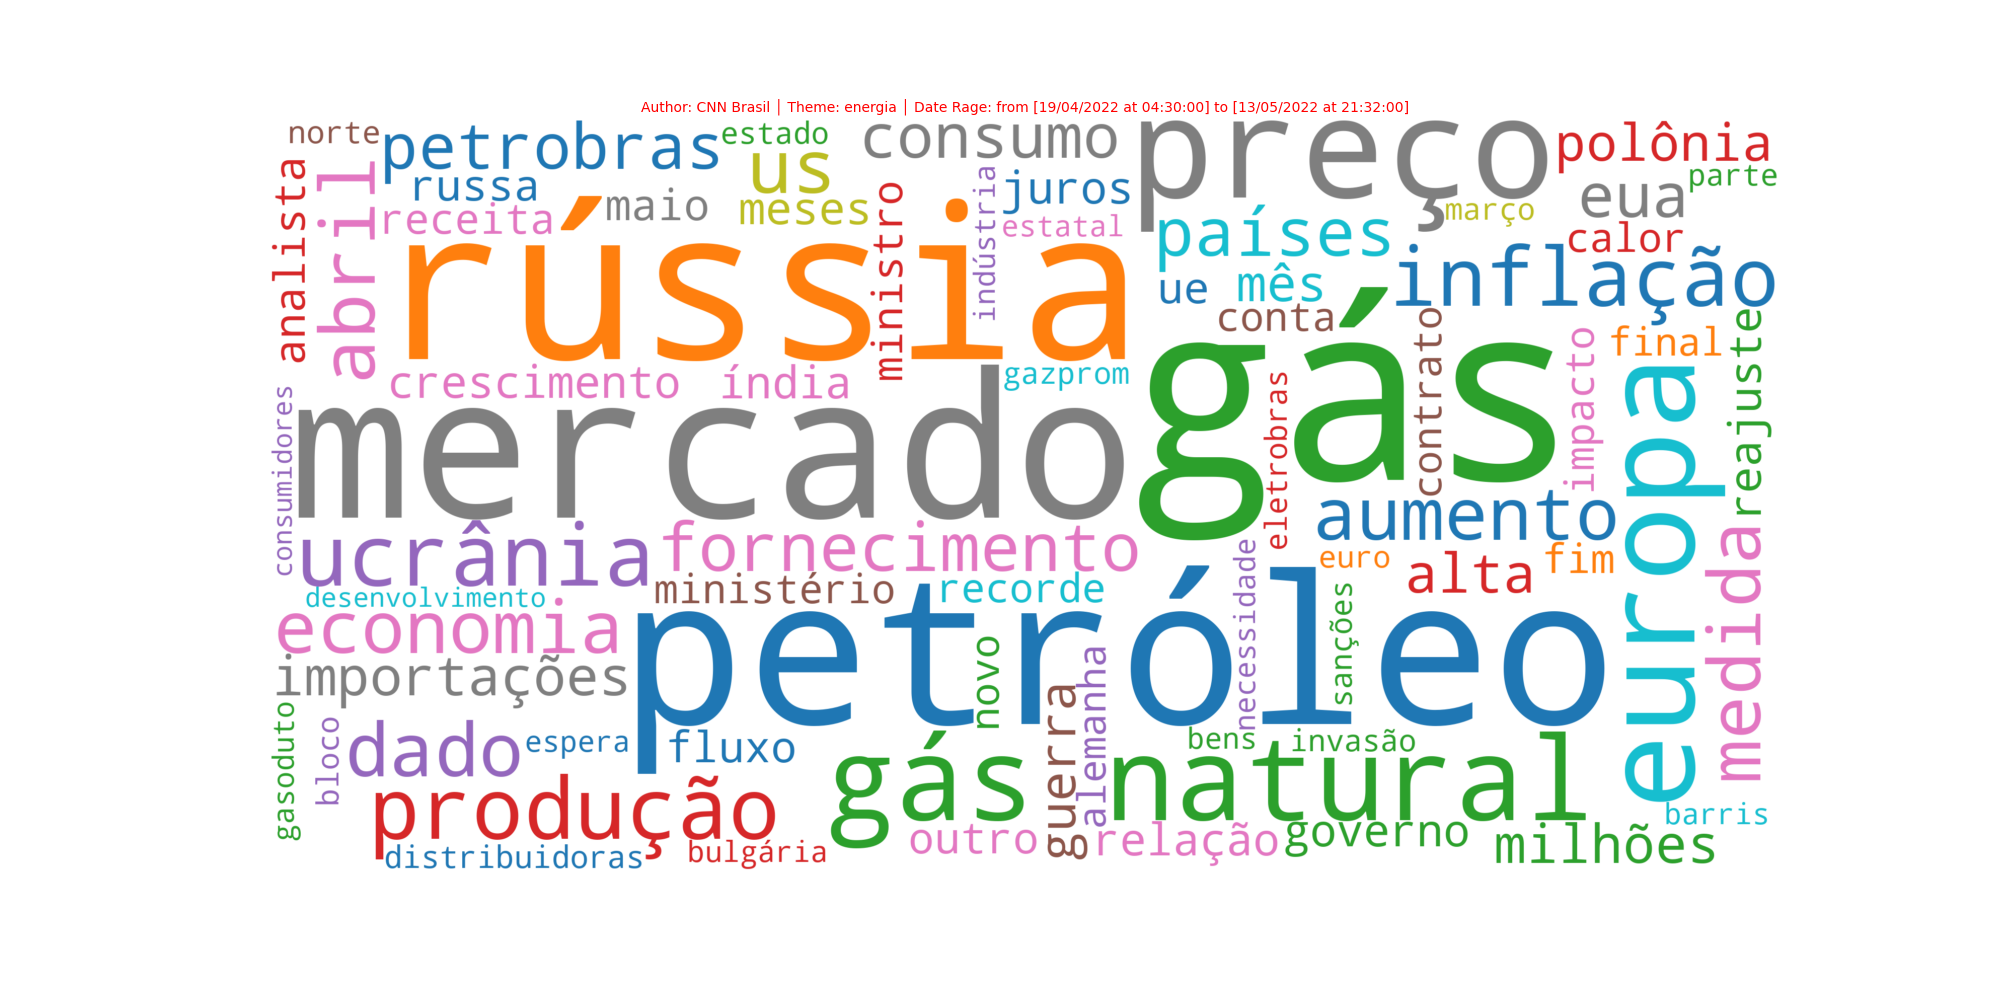 Author: CNN Brasil | Theme: energia | Date Rage: from [19/04/2022 at 04:30:00] to [13/05/2022 at 21:32:00]
norte
petrobras
estado
consumo
preço
polônia
us
russa
juros
parte
analista
abril
receita
maio
meses
ministro
indústria
estatal
países
março
eua
calor
rússia
ue
mês
inflação
conta
crescimento
índia
gazprom
gás
contrato
impacto
final
reajuste
consumidores
mercado
eletrobras
europa
aumento
ucrânia
fornecimento
euro
alta
fim
desenvolvimento
ministério
recorde
necessidade
sanções
medida
economia
importações
petróleo
novo
guerra
alemanha
gasoduto
bloco
dado
espera
fluxo
gás natural
bens
invasão
produção
barris
distribuidoras
bulgária
outro
relação
governo
milhões